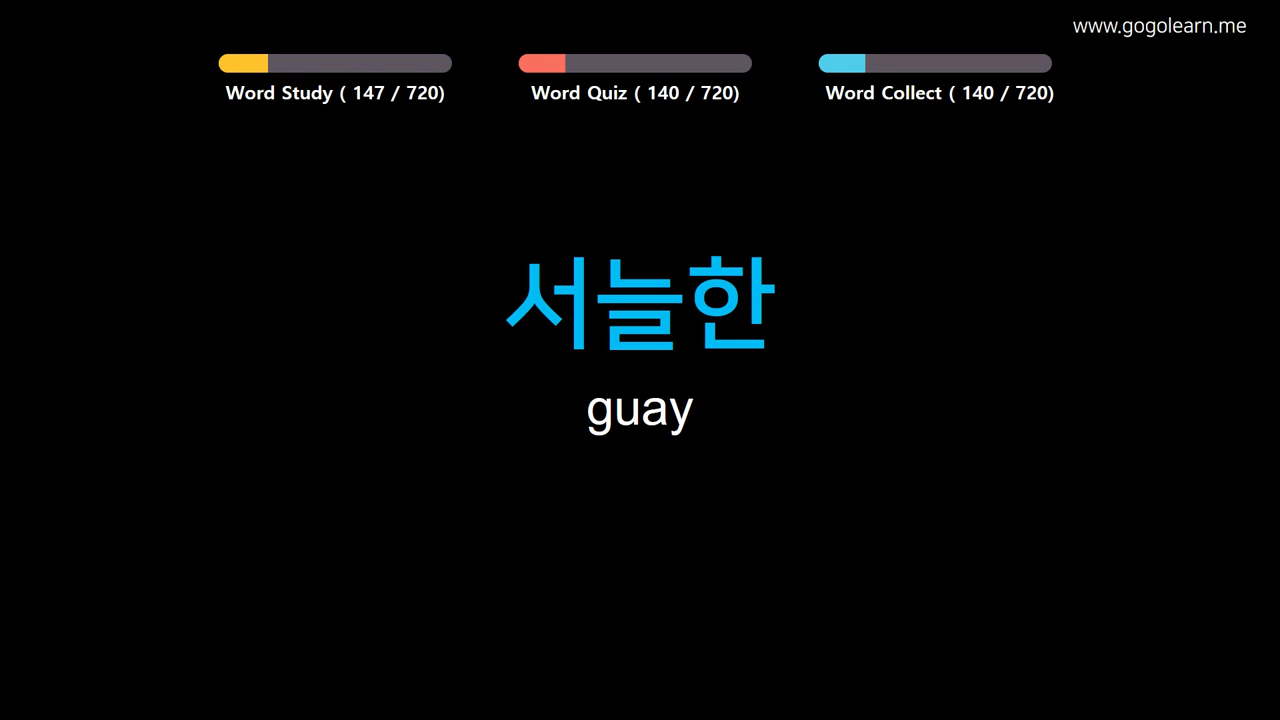 www.gogolearn.me
Word Study ( 147 / 720)
Word Quiz ( 140 / 720)
Word Collect ( 140 / 720)
서늘한
guay